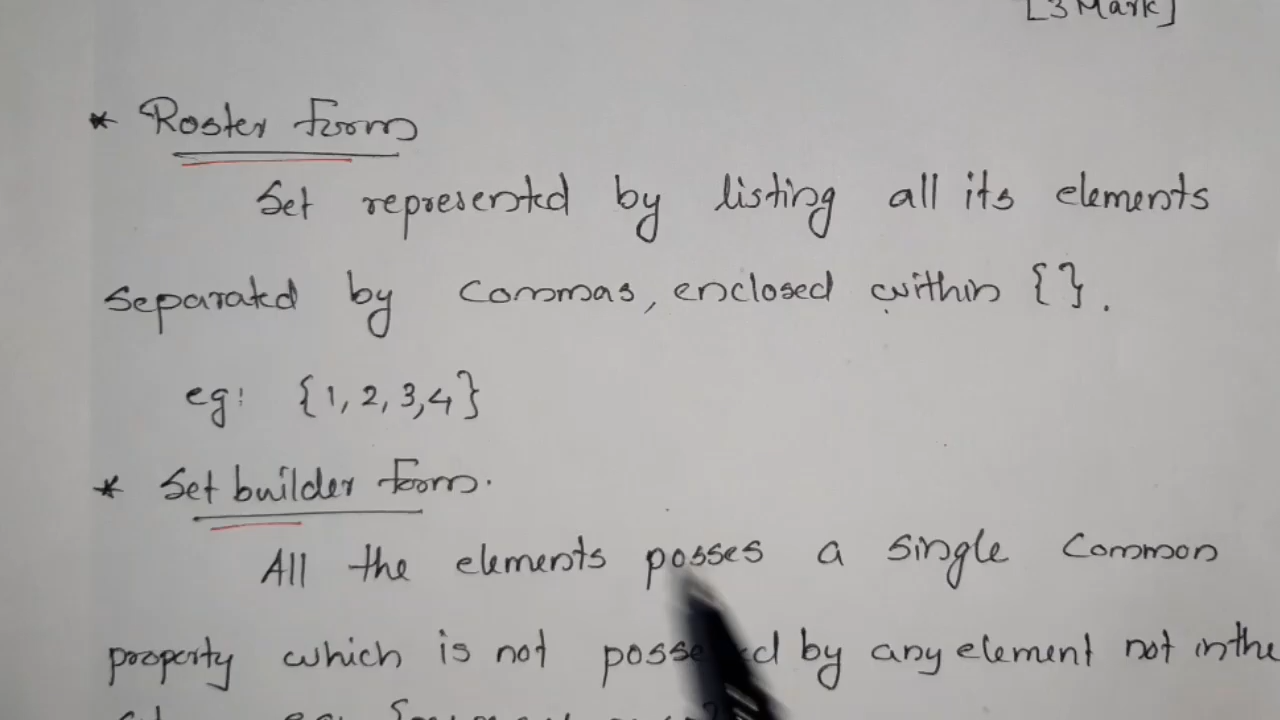 [3 Mark]
* Roster Form
Set represented by listing all its elements
separated by commas, enclosed within { }.
eg: {1, 2, 3, 4}
* Set builder Form.
All the elements posses a single common
property which is not by any element not in the